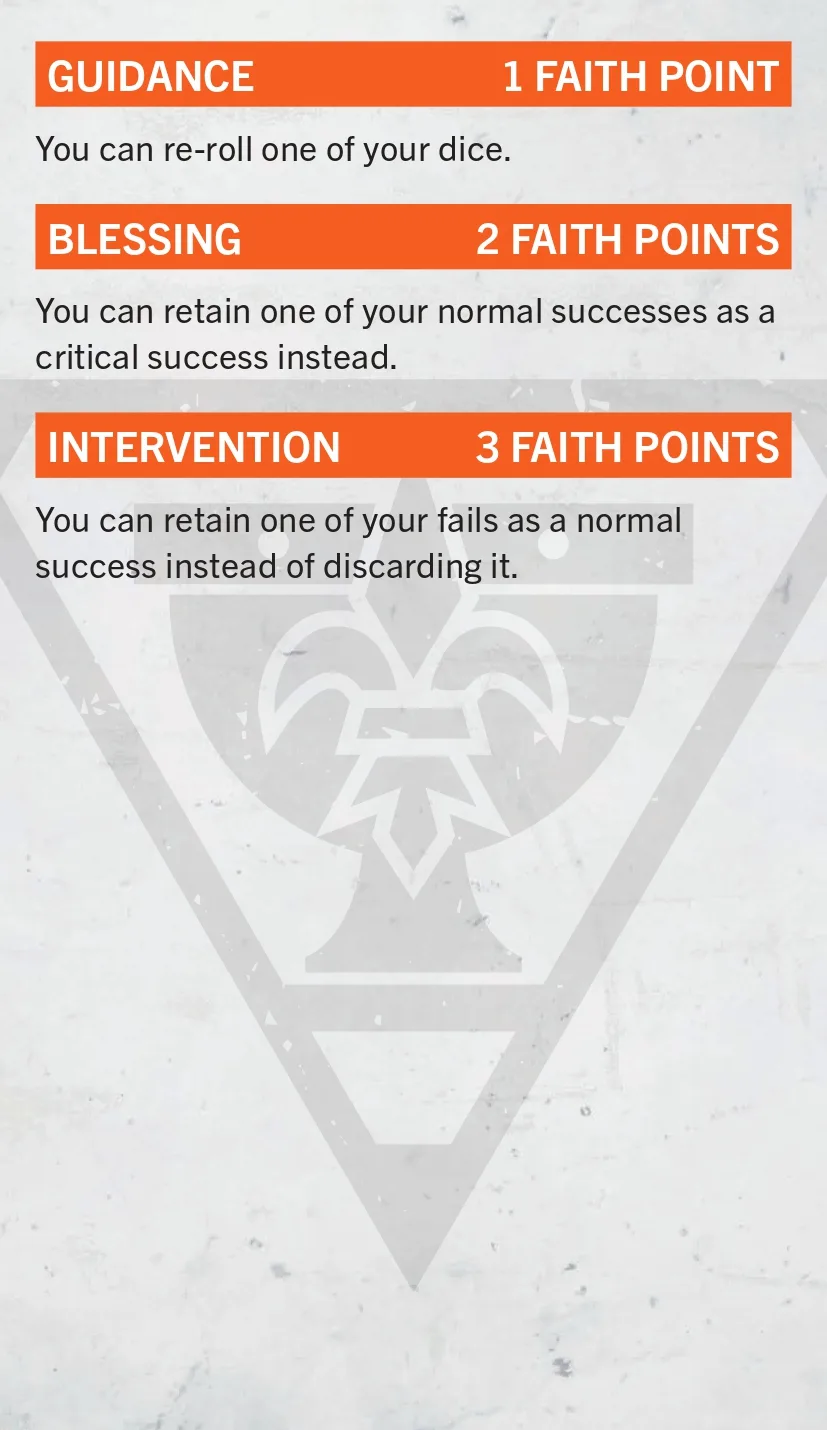 GUIDANCE 1 FAITH POINT
You can re-roll one of your dice.
BLESSING 2 FAITH POINTS
You can retain one of your normal successes as a
critical success instead.
INTERVENTION 3 FAITH POINTS
You can retain one of your fails as a normal
success instead of discarding it.